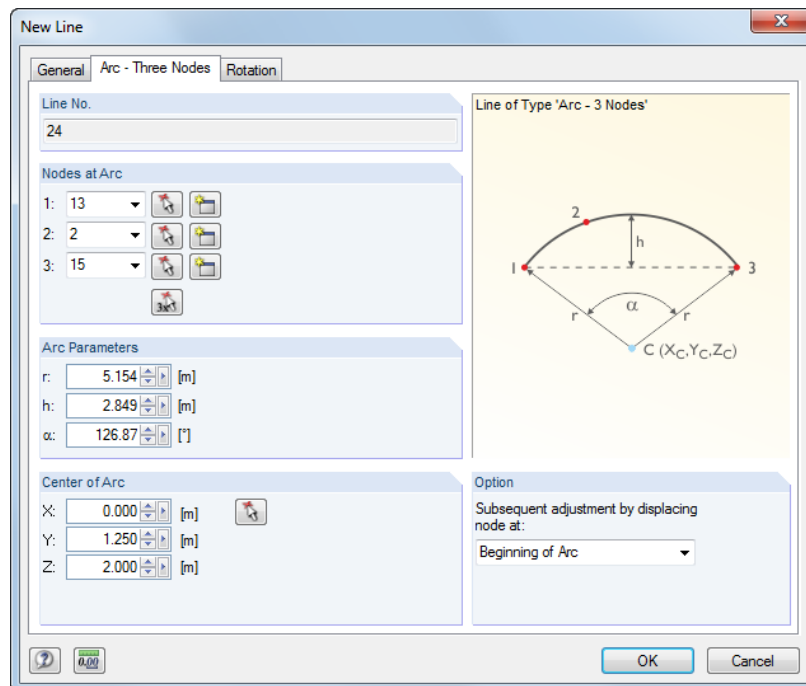 New Line
General Arc - Three Nodes Rotation
Line No.
24
Nodes at Arc
1: 13
2: 2
3: 15
3x
Arc Parameters
r: 5.154 [m]
h: 2.849 [m]
α: 126.87 [°]
Center of Arc
X: 0.000 [m]
Y: 1.250 [m]
Z: 2.000 [m]
Line of Type 'Arc - 3 Nodes'
2
h
1 3
α
r r
C (XC,YC,ZC)
Option
Subsequent adjustment by displacing
node at:
Beginning of Arc
0.00
OK Cancel